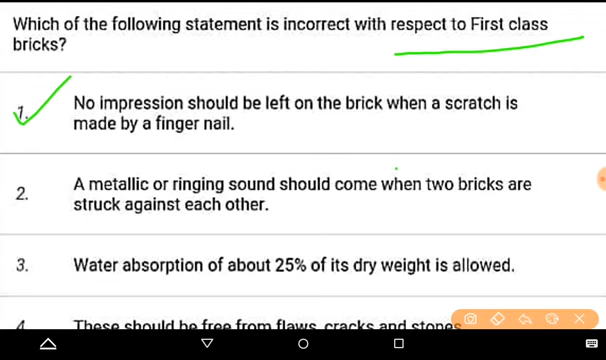 Which of the following statement is incorrect with respect to First class
bricks?
1. No impression should be left on the brick when a scratch is
made by a finger nail.
2. A metallic or ringing sound should come when two bricks are
struck against each other.
3. Water absorption of about 25% of its dry weight is allowed.
4. These should be free from flaws, cracks and stones